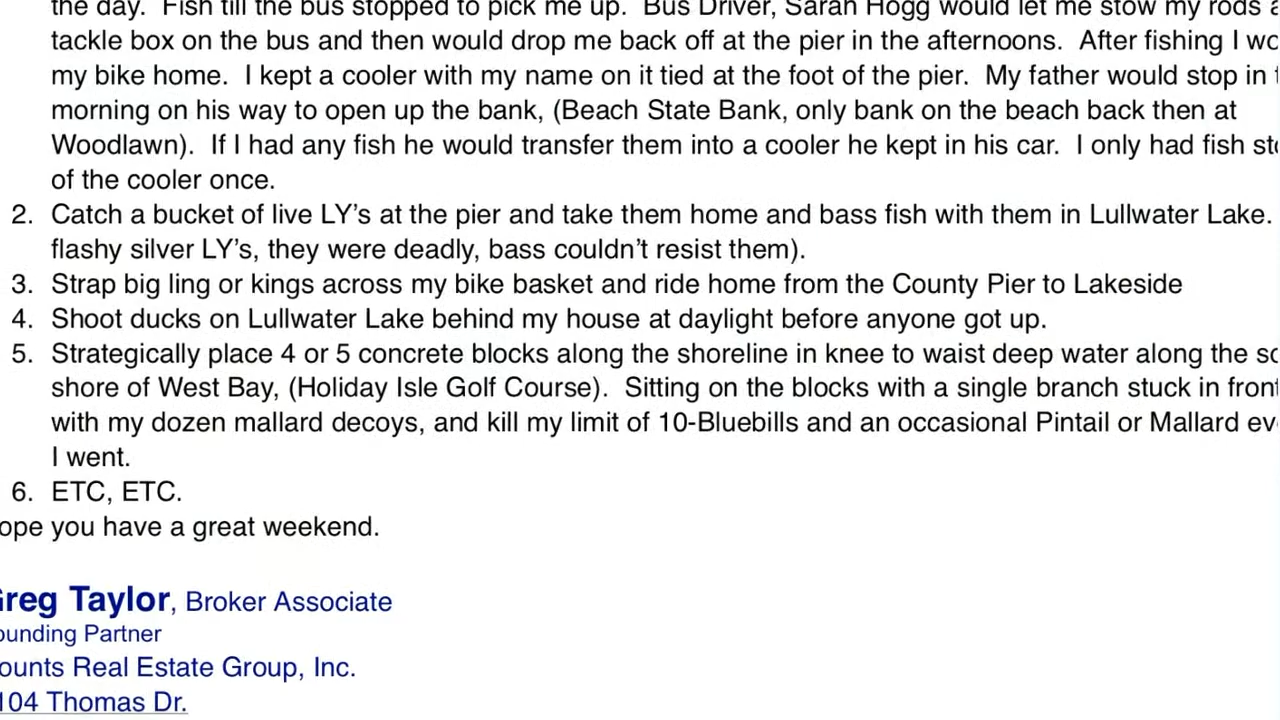 the day. Fish till the bus stopped to pick me up. Bus Driver, Sarah Hogg would let me stow my rods
tackle box on the bus and then would drop me back off at the pier in the afternoons. After fishing I
my bike home. I kept a cooler with my name on it tied at the foot of the pier. My father would stop in
morning on his way to open up the bank, (Beach State Bank, only bank on the beach back then at
Woodlawn). If I had any fish he would transfer them into a cooler he kept in his car. I only had fish
of the cooler once.
2. Catch a bucket of live LY’s at the pier and take them home and bass fish with them in Lullwater Lake.
flashy silver LY’s, they were deadly, bass couldn’t resist them).
3. Strap big ling or kings across my bike basket and ride home from the County Pier to Lakeside
4. Shoot ducks on Lullwater Lake behind my house at daylight before anyone got up.
5. Strategically place 4 or 5 concrete blocks along the shoreline in knee to waist deep water along the
shore of West Bay, (Holiday Isle Golf Course). Sitting on the blocks with a single branch stuck in front
with my dozen mallard decoys, and kill my limit of 10-Bluebills and an occasional Pintail or Mallard
I went.
6. ETC, ETC.
ope you have a great weekend.
Greg Taylor, Broker Associate
ounding Partner
ounts Real Estate Group, Inc.
104 Thomas Dr.